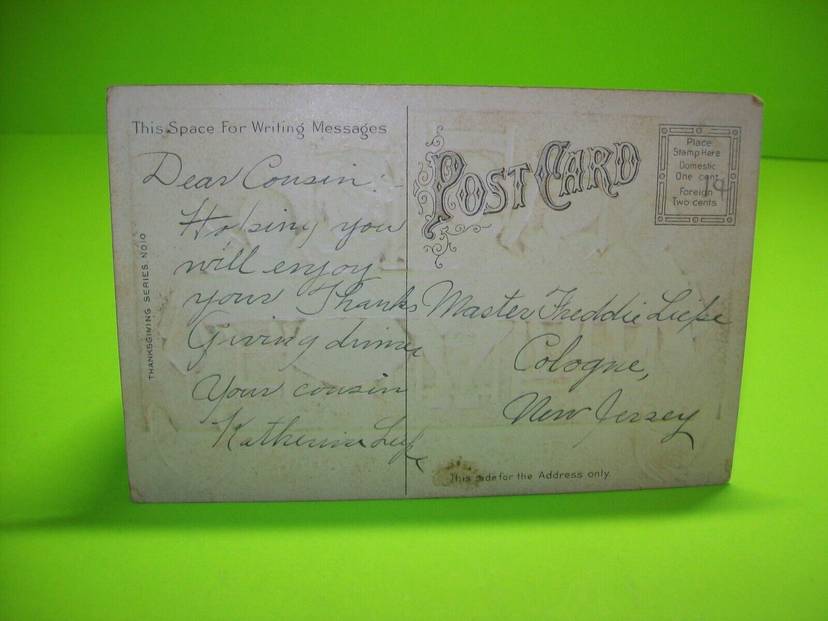 This Space For Writing Messages
POST CARD
Place
Stamp Here
Domestic
One cent
Foreign
Two cents
THANKSGIVING SERIES NO 10
Dear Cousin:-
Hoping you
will enjoy
your Thanks
Giving dinner
Your cousin
Katherine
Master Freddie
Cologne,
New Jersey
This side for the Address only.